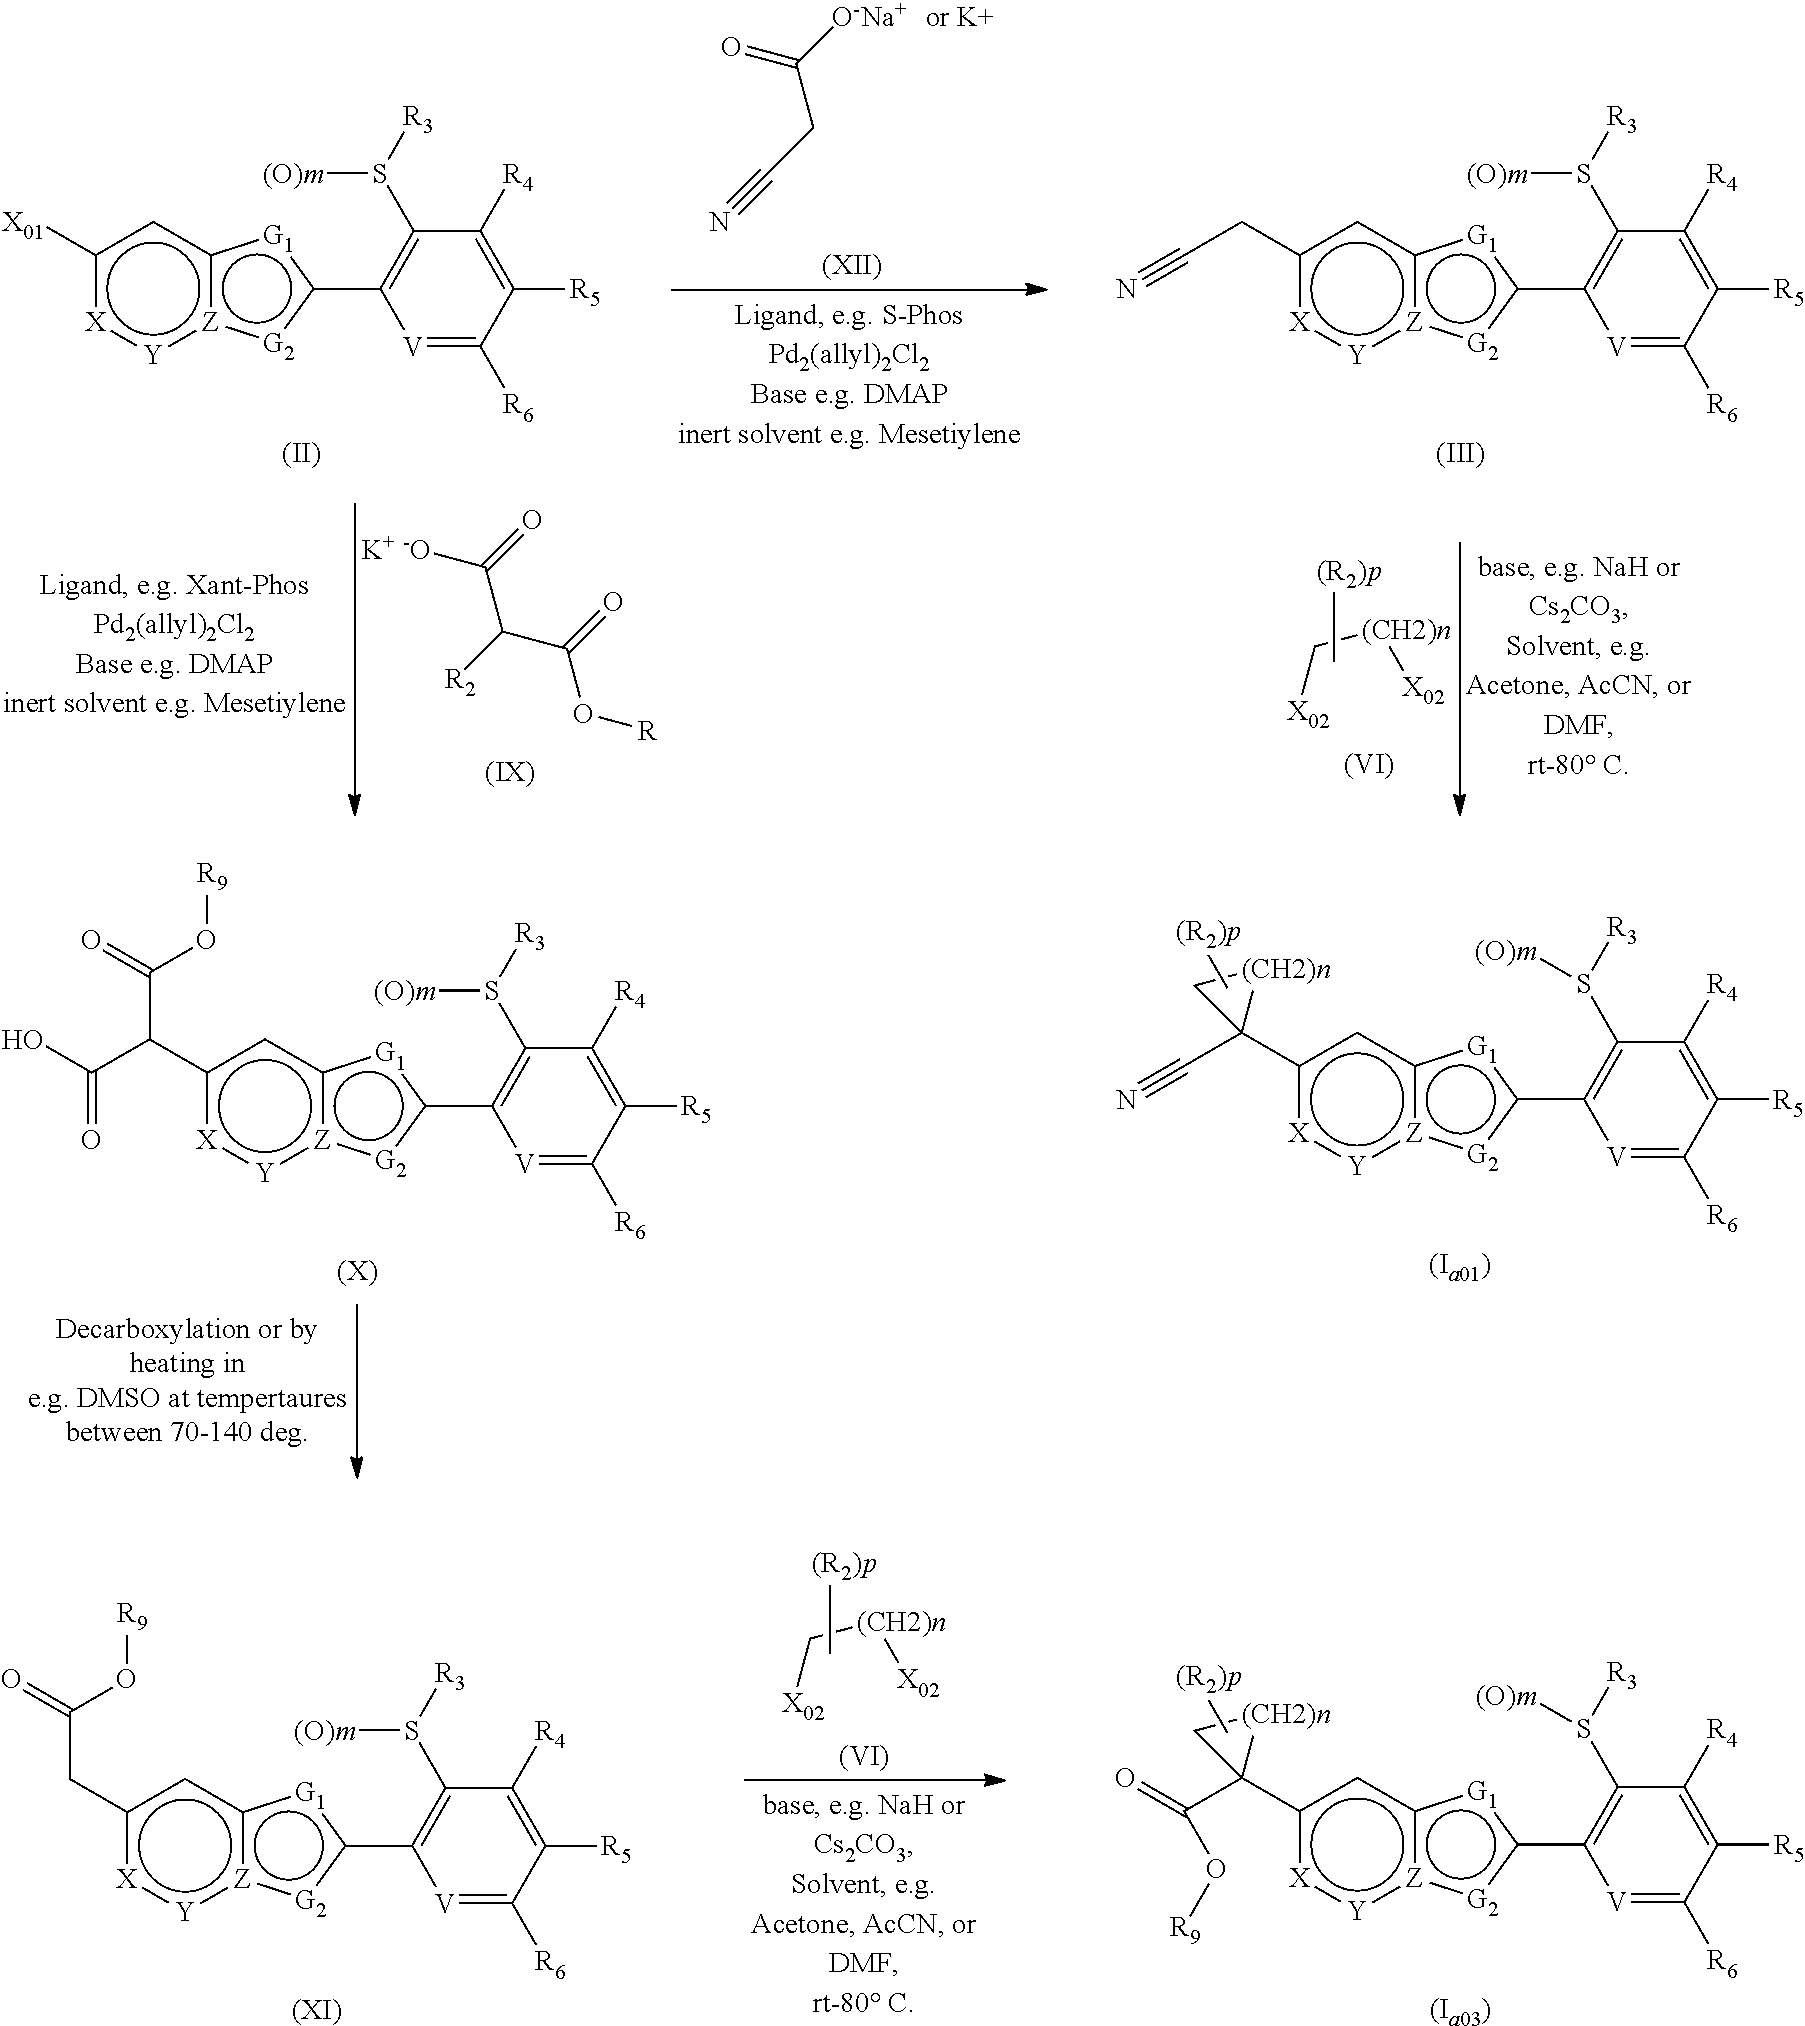 O⁻Na⁺ or K+
O
N
(XII)
Ligand, e.g. S-Phos
Pd₂(allyl)₂Cl₂
Base e.g. DMAP
inert solvent e.g. Mesetiylene
R₃
(O)m S R₄
X₀₁ G₁
R₅
X Z
Y G₂ V
R₆
(II)
R₃
(O)m S R₄
G₁
N R₅
X Z
Y G₂ V
R₆
(III)
Ligand, e.g. Xant-Phos
Pd₂(allyl)₂Cl₂
Base e.g. DMAP
inert solvent e.g. Mesetiylene
O
K⁺ ⁻O
O
R₂
O R
(IX)
(R₂)p
(CH2)n
X₀₂
X₀₂
(VI)
base, e.g. NaH or
Cs₂CO₃,
Solvent, e.g.
Acetone, AcCN, or
DMF,
rt-80° C.
R₉
O O
HO
O
R₃
(O)m S R₄
G₁
R₅
X Z
Y G₂ V
R₆
(X)
(R₂)p
(CH2)n
N
R₃
(O)m
S R₄
G₁
R₅
X Z
Y G₂ V
R₆
(Iₐ₀₁)
Decarboxylation or by
heating in
e.g. DMSO at tempertaures
between 70-140 deg.
R₉
O O
R₃
(O)m S R₄
G₁
R₅
X Z
Y G₂ V
R₆
(XI)
(R₂)p
(CH2)n
X₀₂
X₀₂
(VI)
base, e.g. NaH or
Cs₂CO₃,
Solvent, e.g.
Acetone, AcCN, or
DMF,
rt-80° C.
(R₂)p
(CH2)n
O
O
R₉
R₃
(O)m
S R₄
G₁
R₅
X Z
Y G₂ V
R₆
(Iₐ₀₃)